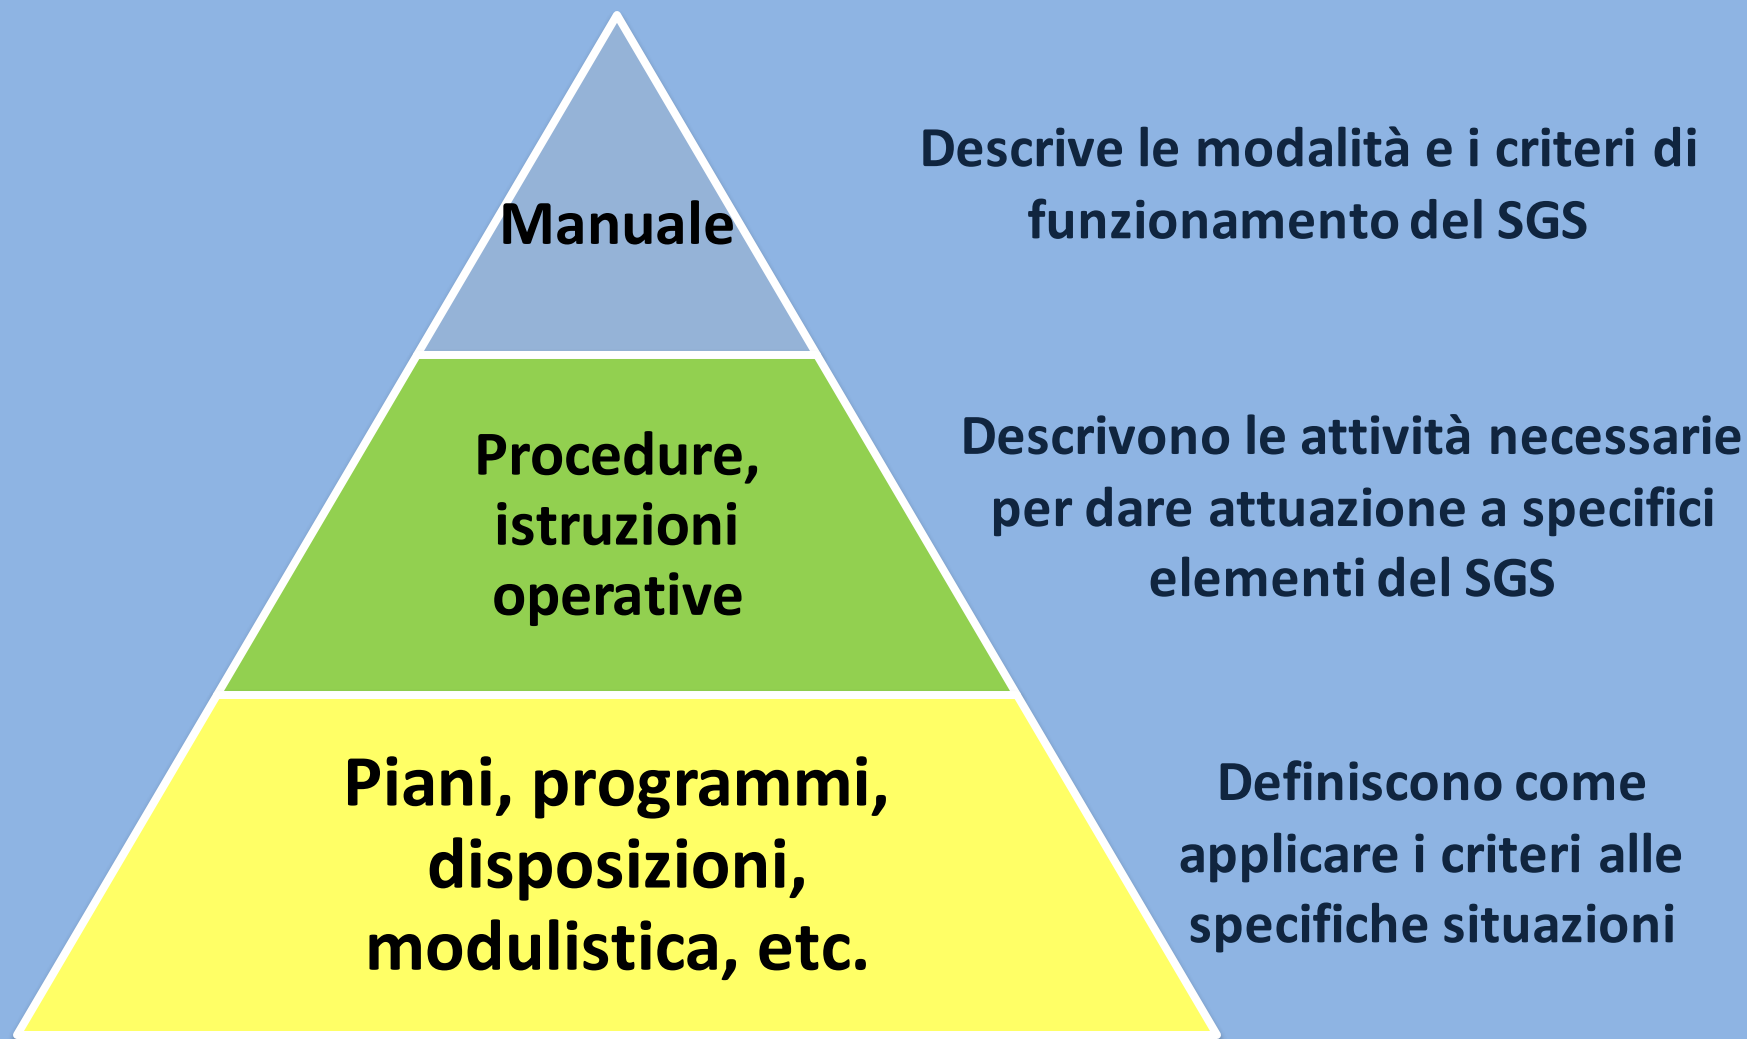 Manuale
Descrive le modalità e i criteri di
funzionamento del SGS
Procedure,
istruzioni
operative
Descrivono le attività necessarie
per dare attuazione a specifici
elementi del SGS
Piani, programmi,
disposizioni,
modulistica, etc.
Definiscono come
applicare i criteri alle
specifiche situazioni